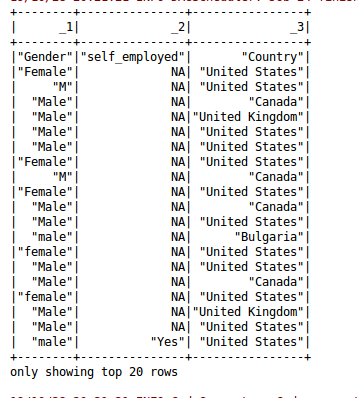 +--------+---------------+----------------+
|      _1|             _2|              _3|
+--------+---------------+----------------+
|"Gender"|"self_employed"|       "Country"|
|"Female"|             NA| "United States"|
|     "M"|             NA| "United States"|
|  "Male"|             NA|        "Canada"|
|  "Male"|             NA|"United Kingdom"|
|  "Male"|             NA| "United States"|
|  "Male"|             NA| "United States"|
|"Female"|             NA| "United States"|
|     "M"|             NA|        "Canada"|
|"Female"|             NA| "United States"|
|  "Male"|             NA|        "Canada"|
|  "Male"|             NA| "United States"|
|  "male"|             NA|      "Bulgaria"|
|"female"|             NA| "United States"|
|  "Male"|             NA| "United States"|
|  "Male"|             NA|        "Canada"|
|"female"|             NA| "United States"|
|  "Male"|             NA|"United Kingdom"|
|  "Male"|             NA| "United States"|
|  "male"|          "Yes"| "United States"|
+--------+---------------+----------------+
only showing top 20 rows